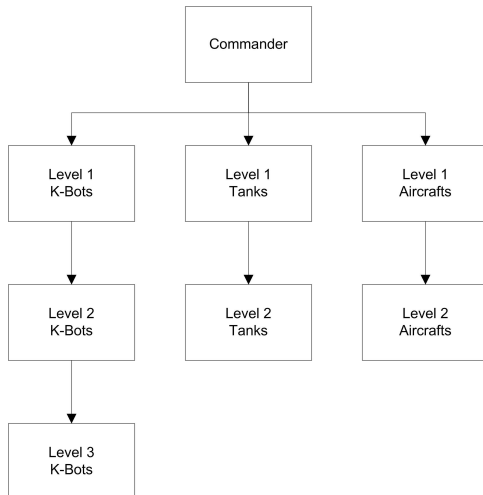 Commander
Level 1
K-Bots
Level 1
Tanks
Level 1
Aircrafts
Level 2
K-Bots
Level 2
Tanks
Level 2
Aircrafts
Level 3
K-Bots